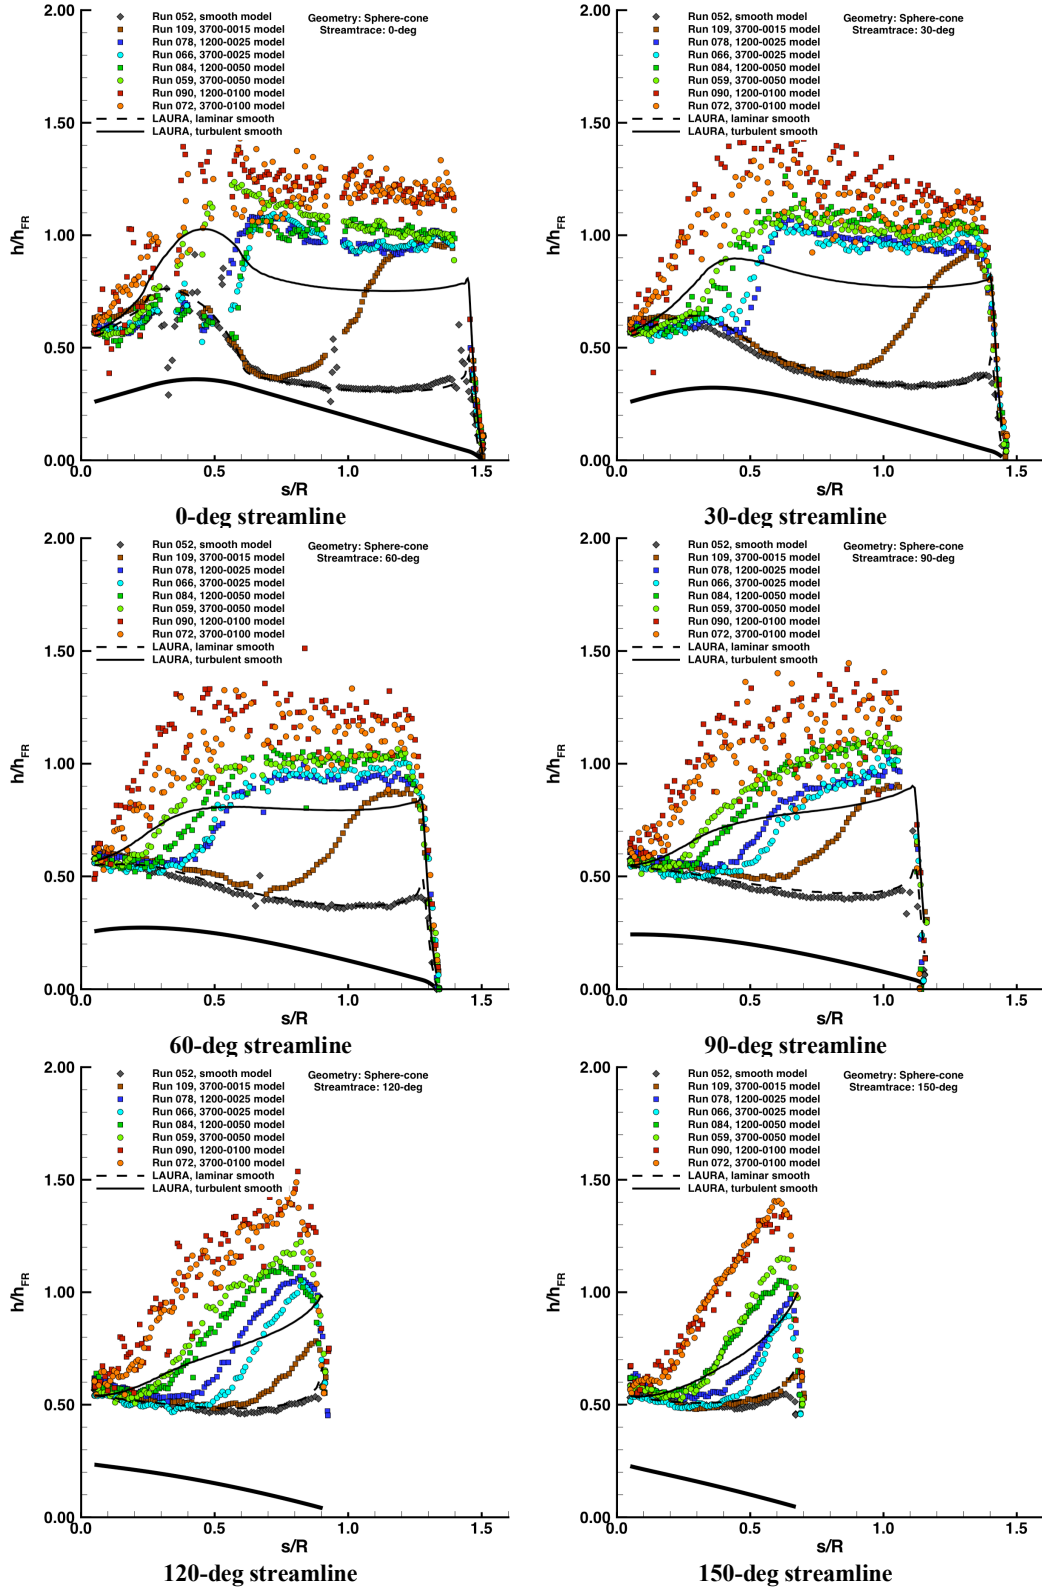 2.00
1.50
1.00
0.50
0.00
h/hFR
0.0
0.5
1.0
1.5
s/R
Run 052, smooth model
Run 109, 3700-0015 model
Run 078, 1200-0025 model
Run 066, 3700-0025 model
Run 084, 1200-0050 model
Run 059, 3700-0050 model
Run 090, 1200-0100 model
Run 072, 3700-0100 model
LAURA, laminar smooth
LAURA, turbulent smooth
Geometry: Sphere-cone
Streamtrace: 0-deg
0-deg streamline
2.00
1.50
1.00
0.50
0.00
h/hFR
0.0
0.5
1.0
1.5
s/R
Run 052, smooth model
Run 109, 3700-0015 model
Run 078, 1200-0025 model
Run 066, 3700-0025 model
Run 084, 1200-0050 model
Run 059, 3700-0050 model
Run 090, 1200-0100 model
Run 072, 3700-0100 model
LAURA, laminar smooth
LAURA, turbulent smooth
Geometry: Sphere-cone
Streamtrace: 30-deg
30-deg streamline
2.00
1.50
1.00
0.50
0.00
h/hFR
0.0
0.5
1.0
1.5
s/R
Run 052, smooth model
Run 109, 3700-0015 model
Run 078, 1200-0025 model
Run 066, 3700-0025 model
Run 084, 1200-0050 model
Run 059, 3700-0050 model
Run 090, 1200-0100 model
Run 072, 3700-0100 model
LAURA, laminar smooth
LAURA, turbulent smooth
Geometry: Sphere-cone
Streamtrace: 60-deg
60-deg streamline
2.00
1.50
1.00
0.50
0.00
h/hFR
0.0
0.5
1.0
1.5
s/R
Run 052, smooth model
Run 109, 3700-0015 model
Run 078, 1200-0025 model
Run 066, 3700-0025 model
Run 084, 1200-0050 model
Run 059, 3700-0050 model
Run 090, 1200-0100 model
Run 072, 3700-0100 model
LAURA, laminar smooth
LAURA, turbulent smooth
Geometry: Sphere-cone
Streamtrace: 90-deg
90-deg streamline
2.00
1.50
1.00
0.50
0.00
h/hFR
0.0
0.5
1.0
1.5
s/R
Run 052, smooth model
Run 109, 3700-0015 model
Run 078, 1200-0025 model
Run 066, 3700-0025 model
Run 084, 1200-0050 model
Run 059, 3700-0050 model
Run 090, 1200-0100 model
Run 072, 3700-0100 model
LAURA, laminar smooth
LAURA, turbulent smooth
Geometry: Sphere-cone
Streamtrace: 120-deg
120-deg streamline
2.00
1.50
1.00
0.50
0.00
h/hFR
0.0
0.5
1.0
1.5
s/R
Run 052, smooth model
Run 109, 3700-0015 model
Run 078, 1200-0025 model
Run 066, 3700-0025 model
Run 084, 1200-0050 model
Run 059, 3700-0050 model
Run 090, 1200-0100 model
Run 072, 3700-0100 model
LAURA, laminar smooth
LAURA, turbulent smooth
Geometry: Sphere-cone
Streamtrace: 150-deg
150-deg streamline